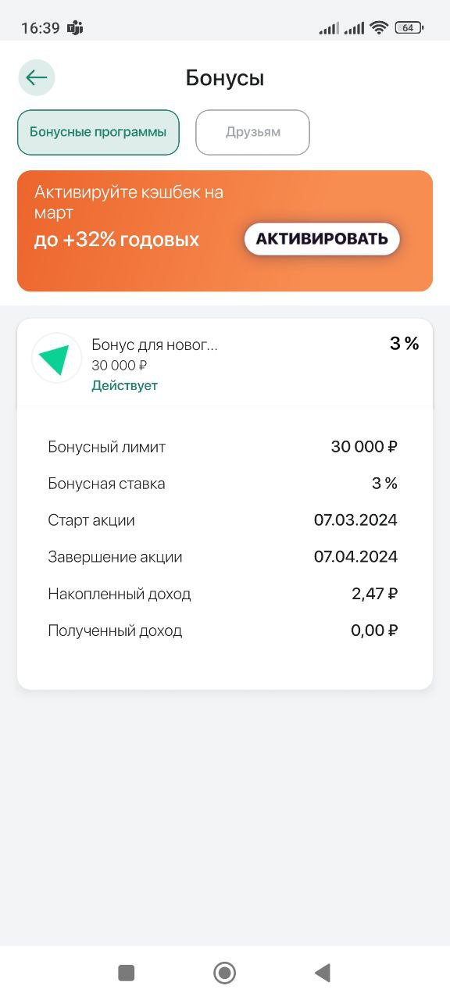 16:39
64
Бонусы
Бонусные программы
Друзьям
Активируйте кэшбек на
март
до +32% годовых
АКТИВИРОВАТЬ
Бонус для новог...
3 %
30 000 ₽
Действует
Бонусный лимит
30 000 ₽
Бонусная ставка
3 %
Старт акции
07.03.2024
Завершение акции
07.04.2024
Накопленный доход
2,47 ₽
Полученный доход
0,00 ₽